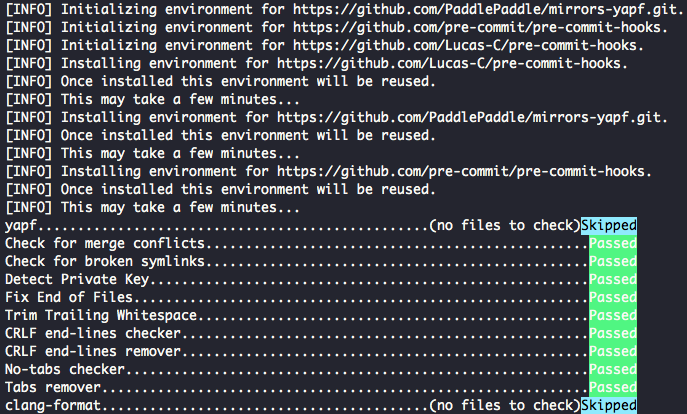 [INFO] Initializing environment for https://github.com/PaddlePaddle/mirrors-yapf.git.
[INFO] Initializing environment for https://github.com/pre-commit/pre-commit-hooks.
[INFO] Initializing environment for https://github.com/Lucas-C/pre-commit-hooks.
[INFO] Installing environment for https://github.com/Lucas-C/pre-commit-hooks.
[INFO] Once installed this environment will be reused.
[INFO] This may take a few minutes...
[INFO] Installing environment for https://github.com/PaddlePaddle/mirrors-yapf.git.
[INFO] Once installed this environment will be reused.
[INFO] This may take a few minutes...
[INFO] Installing environment for https://github.com/pre-commit/pre-commit-hooks.
[INFO] Once installed this environment will be reused.
[INFO] This may take a few minutes...
yapf.................................................(no files to check)Skipped
Check for merge conflicts................................................Passed
Check for broken symlinks................................................Passed
Detect Private Key.......................................................Passed
Fix End of Files.........................................................Passed
Trim Trailing Whitespace.................................................Passed
CRLF end-lines checker...................................................Passed
CRLF end-lines remover...................................................Passed
No-tabs checker..........................................................Passed
Tabs remover.............................................................Passed
clang-format.........................................(no files to check)Skipped